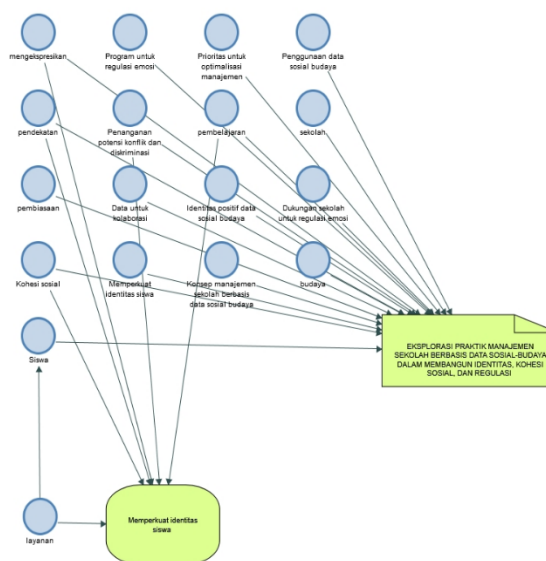 mengekspresikan
Program untuk
regulasi emosi
Prioritas untuk
optimalisasi
manajemen
Penggunaan data
sosial budaya
pendekatan
Penanganan
potensi konflik dan
diskriminasi
pembelajaran
sekolah
pembiasaan
Data untuk
kolaborasi
Identitas positif data
sosial budaya
Dukungan sekolah
untuk regulasi emosi
Kohesi sosial
Memperkuat
identitas siswa
Konsep manajemen
sekolah berbasis
data sosial budaya
budaya
Siswa
EKSPLORASI PRAKTIK MANAJEMEN
SEKOLAH BERBASIS DATA SOSIAL-BUDAYA
DALAM MEMBANGUN IDENTITAS, KOHESI
SOSIAL, DAN REGULASI
layanan
Memperkuat identitas
siswa